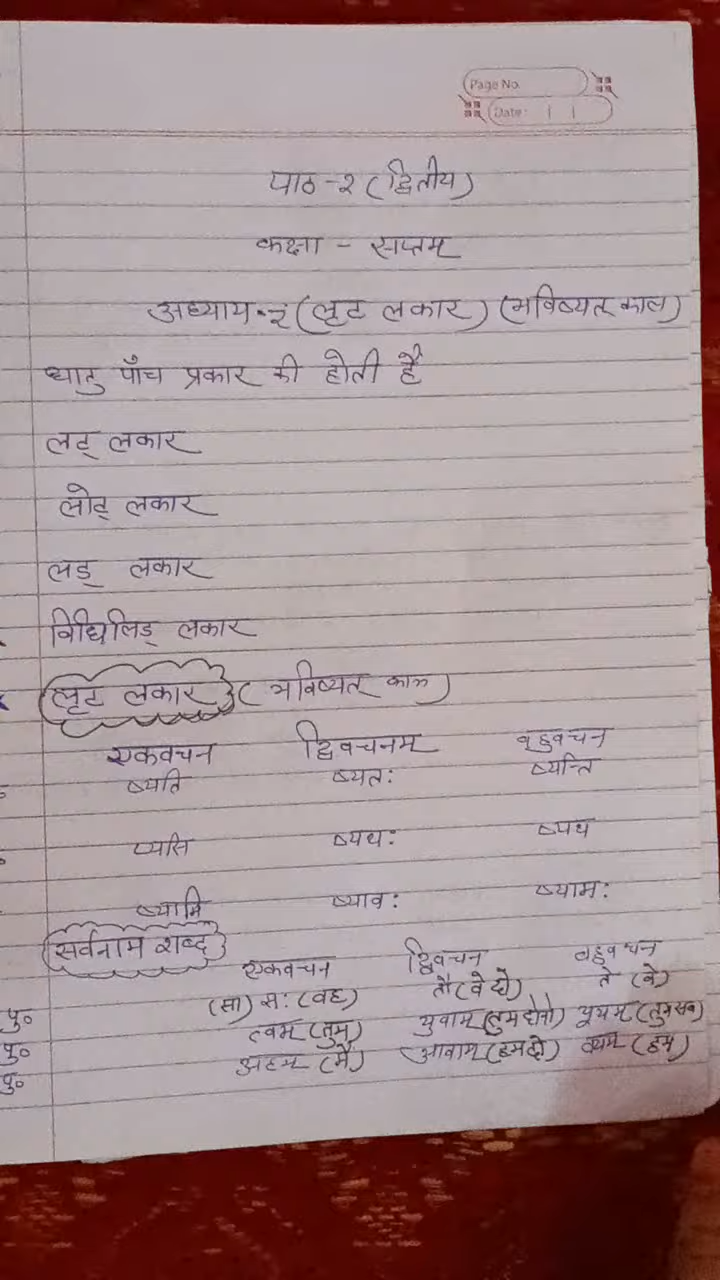 Page No.
Date:
पाठ-२ (द्वितीय)
कक्षा - सप्तम
अध्याय-२ (लृट लकार) (भविष्यत् काल)
धातु पाँच प्रकार की होती है
लट् लकार
लोट् लकार
लड् लकार
विधिलिड् लकार
लृट लकार (भविष्यत् काल)
एकवचन द्विवचनम बहुवचन
ष्यति ष्यतः ष्यन्ति
ष्यसि ष्यथः ष्यथ
ष्यामि ष्यावः ष्यामः
सर्वनाम शब्द
एकवचन द्विवचन बहुवचन
पु० (सा) सः (वह) तौ (वे दो) ते (वे)
पु० त्वम (तुम) युवाम (तुम दोनो) यूयम (तुम सब)
पु० अहम (मैं) आवाम (हम दो) वयम (हम)